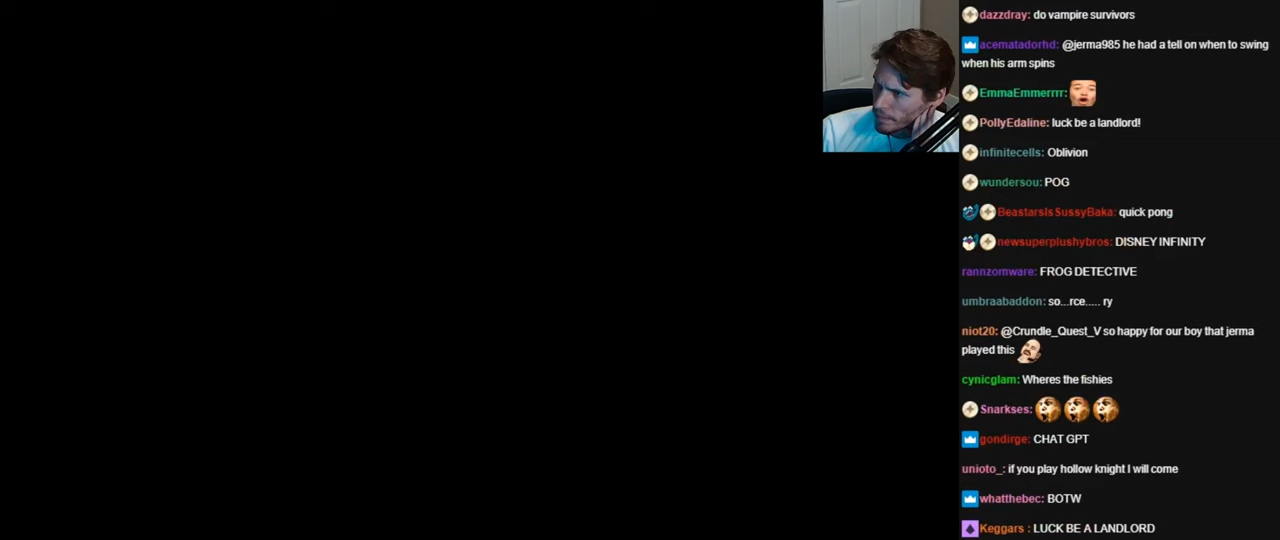 dazzdray: do vampire survivors
acematadorhd: @jerma985 he had a tell on when to swing
when his arm spins
EmmaEmmerrrr:
PollyEdaline: luck be a landlord!
infinitecells: Oblivion
wundersou: POG
BeastarsIsSussyBaka: quick pong
newsuperplushybros: DISNEY INFINITY
rannzomware: FROG DETECTIVE
umbraabaddon: so...rce..... ry
niot20: @Crundle_Quest_V so happy for our boy that jerma
played this
cynicglam: Wheres the fishies
Snarkses:
gondirge: CHAT GPT
unioto_: if you play hollow knight I will come
whatthebec: BOTW
Keggars : LUCK BE A LANDLORD